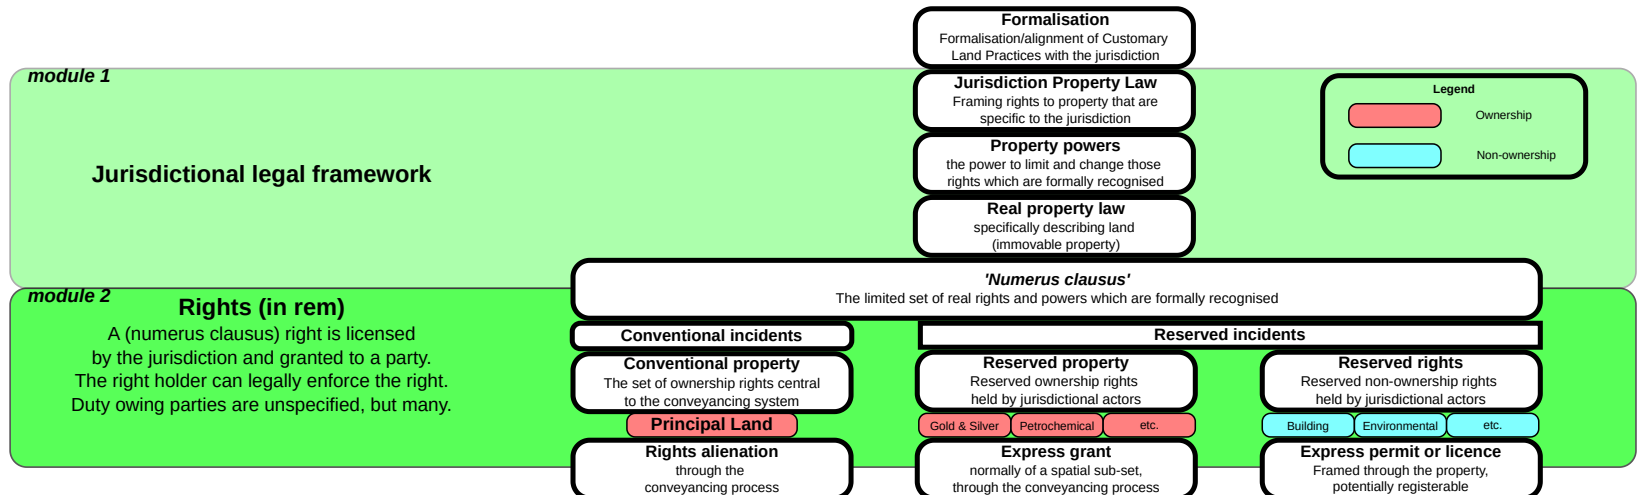 Formalisation
Formalisation/alignment of Customary
Land Practices with the jurisdiction
module 1
Jurisdiction Property Law
Framing rights to property that are
specific to the jurisdiction
Legend
Ownership
Non-ownership
Property powers
the power to limit and change those
rights which are formally recognised
Jurisdictional legal framework
Real property law
specifically describing land
(immovable property)
'Numerus clausus'
The limited set of real rights and powers which are formally recognised
module 2
Rights (in rem)
A (numerus clausus) right is licensed
by the jurisdiction and granted to a party.
The right holder can legally enforce the right.
Duty owing parties are unspecified, but many.
Conventional incidents
Reserved incidents
Conventional property
The set of ownership rights central
to the conveyancing system
Reserved property
Reserved ownership rights
held by jurisdictional actors
Reserved rights
Reserved non-ownership rights
held by jurisdictional actors
Principal Land
Gold & Silver
Petrochemical
etc.
Building
Environmental
etc.
Rights alienation
through the
conveyancing process
Express grant
normally of a spatial sub-set,
through the conveyancing process
Express permit or licence
Framed through the property,
potentially registerable